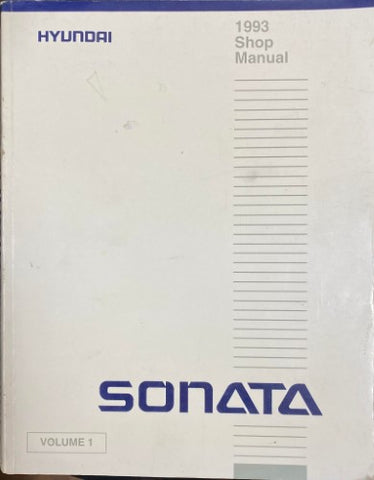 HYUNDAI
1993
Shop
Manual
SONATA
VOLUME 1